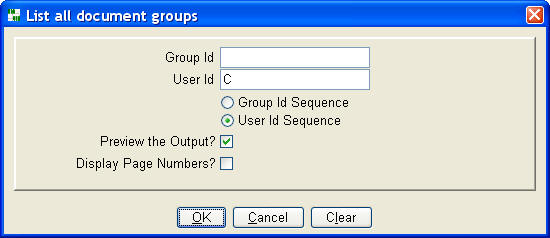 List all document groups
Group Id
User Id C
Group Id Sequence
User Id Sequence
Preview the Output?
Display Page Numbers?
OK Cancel Clear